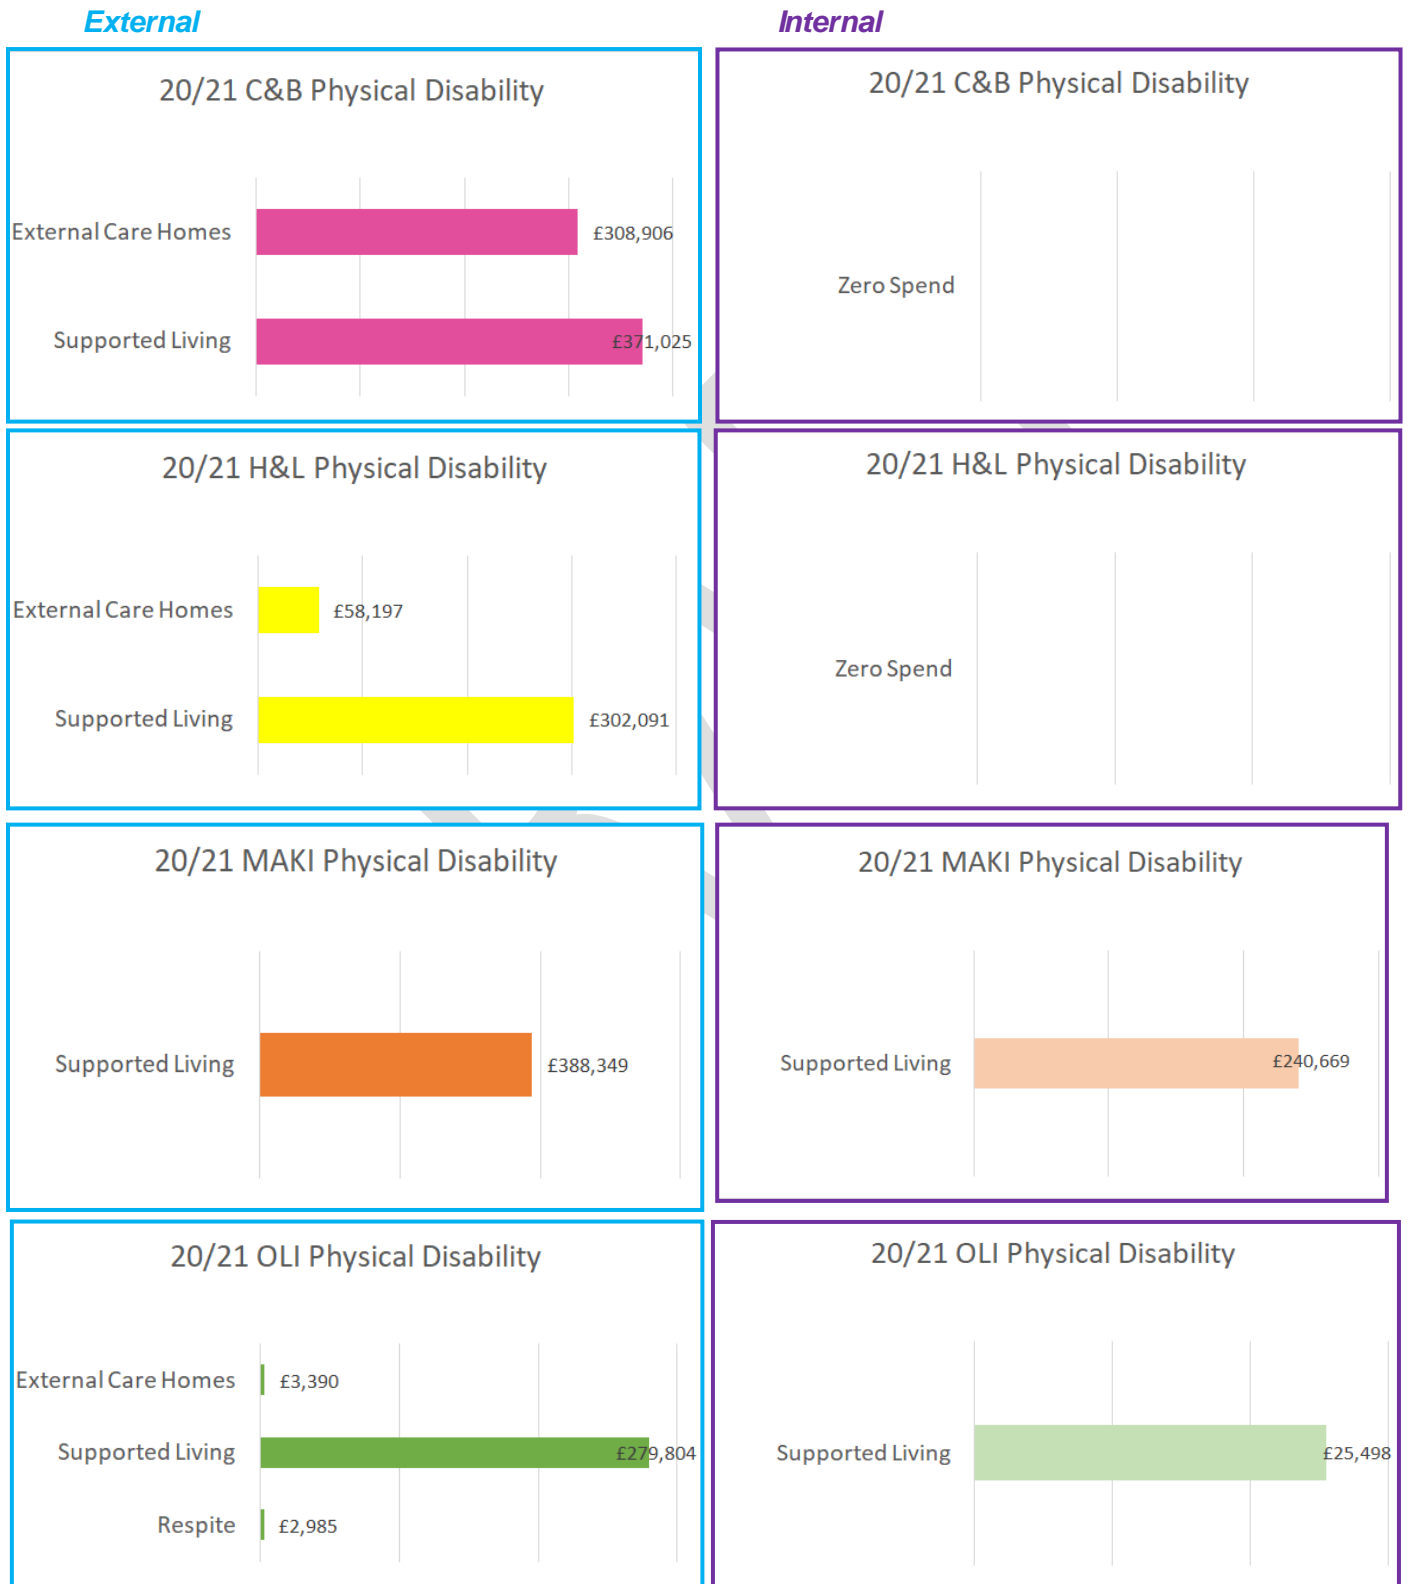 External
Internal
20/21 C&B Physical Disability
External Care Homes
£308,906
Supported Living
£371,025
20/21 C&B Physical Disability
Zero Spend
20/21 H&L Physical Disability
External Care Homes
£58,197
Supported Living
£302,091
20/21 H&L Physical Disability
Zero Spend
20/21 MAKI Physical Disability
Supported Living
£388,349
20/21 MAKI Physical Disability
Supported Living
£240,669
20/21 OLI Physical Disability
External Care Homes
£3,390
Supported Living
£279,804
Respite
£2,985
20/21 OLI Physical Disability
Supported Living
£25,498